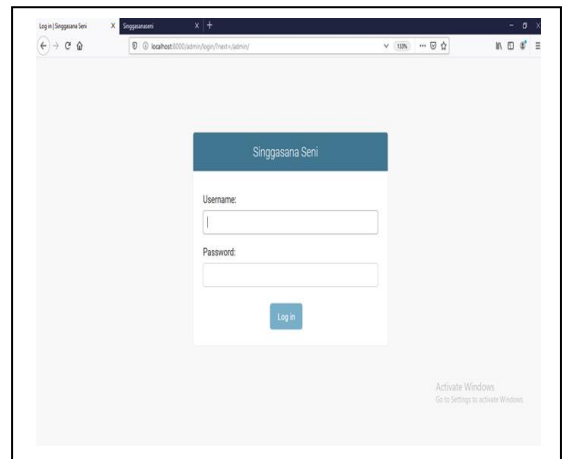 Log in | Singgasana Seni
Singgasanaseni
localhost:8000/admin/login/?next=/admin/
133%
Singgasana Seni
Username:
Password:
Log in
Activate Windows
Go to Settings to activate Windows.